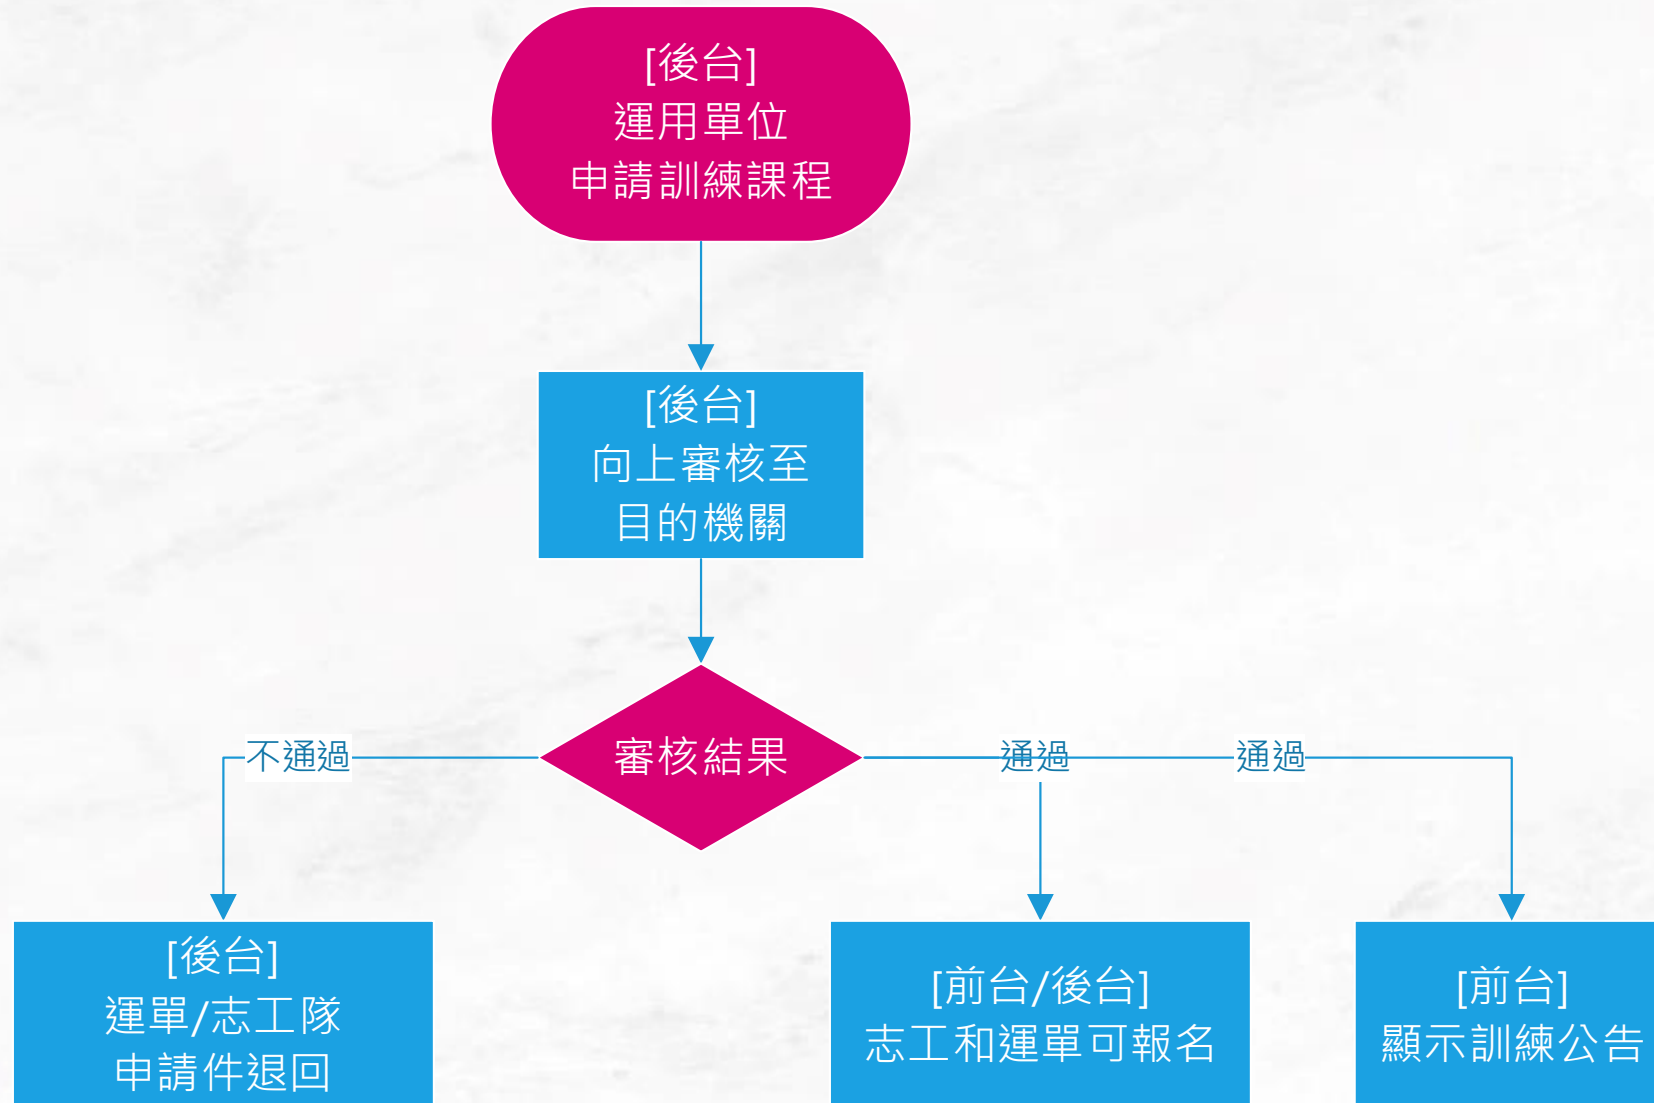 [後台]
運用單位
申請訓練課程
[後台]
向上審核至
目的機關
審核結果
不通過
通過
通過
[後台]
運單/志工隊
申請件退回
[前台/後台]
志工和運單可報名
[前台]
顯示訓練公告